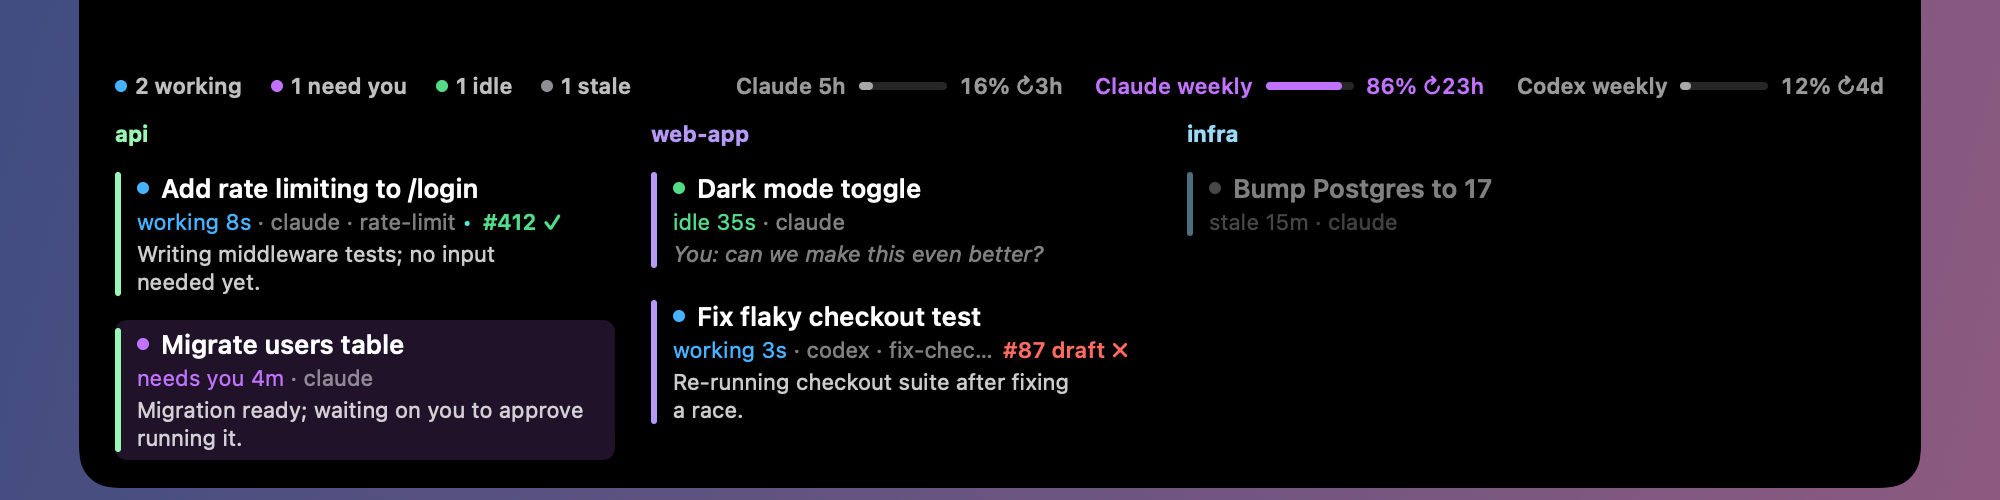 2 working 1 need you 1 idle 1 stale Claude 5h 16% ↻3h Claude weekly 86% ↻23h Codex weekly 12% ↻4d
api
Add rate limiting to /login
working 8s · claude · rate-limit • #412 ✓
Writing middleware tests; no input
needed yet.
Migrate users table
needs you 4m · claude
Migration ready; waiting on you to approve
running it.
web-app
Dark mode toggle
idle 35s · claude
You: can we make this even better?
Fix flaky checkout test
working 3s · codex · fix-chec... #87 draft ✕
Re-running checkout suite after fixing
a race.
infra
Bump Postgres to 17
stale 15m · claude